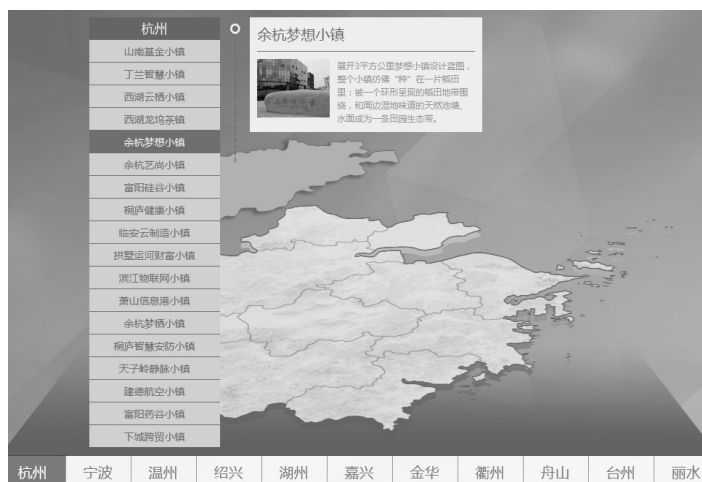 杭州
山南基金小镇
丁兰智慧小镇
西湖云栖小镇
西湖龙坞茶镇
余杭梦想小镇
余杭艺尚小镇
富阳硅谷小镇
桐庐健康小镇
临安云制造小镇
拱墅运河财富小镇
滨江物联网小镇
萧山信息港小镇
余杭梦栖小镇
桐庐智慧安防小镇
天子岭静脉小镇
建德航空小镇
富阳药谷小镇
下城跨贸小镇
余杭梦想小镇
展开3平方公里梦想小镇设计蓝图，
整个小镇仿佛“种”在一片稻田
里：被一个环形呈现的稻田地带围
绕，和周边湿地味道的天然池塘、
水面成为一条田园生态带。
杭州 宁波 温州 绍兴 湖州 嘉兴 金华 衢州 舟山 台州 丽水